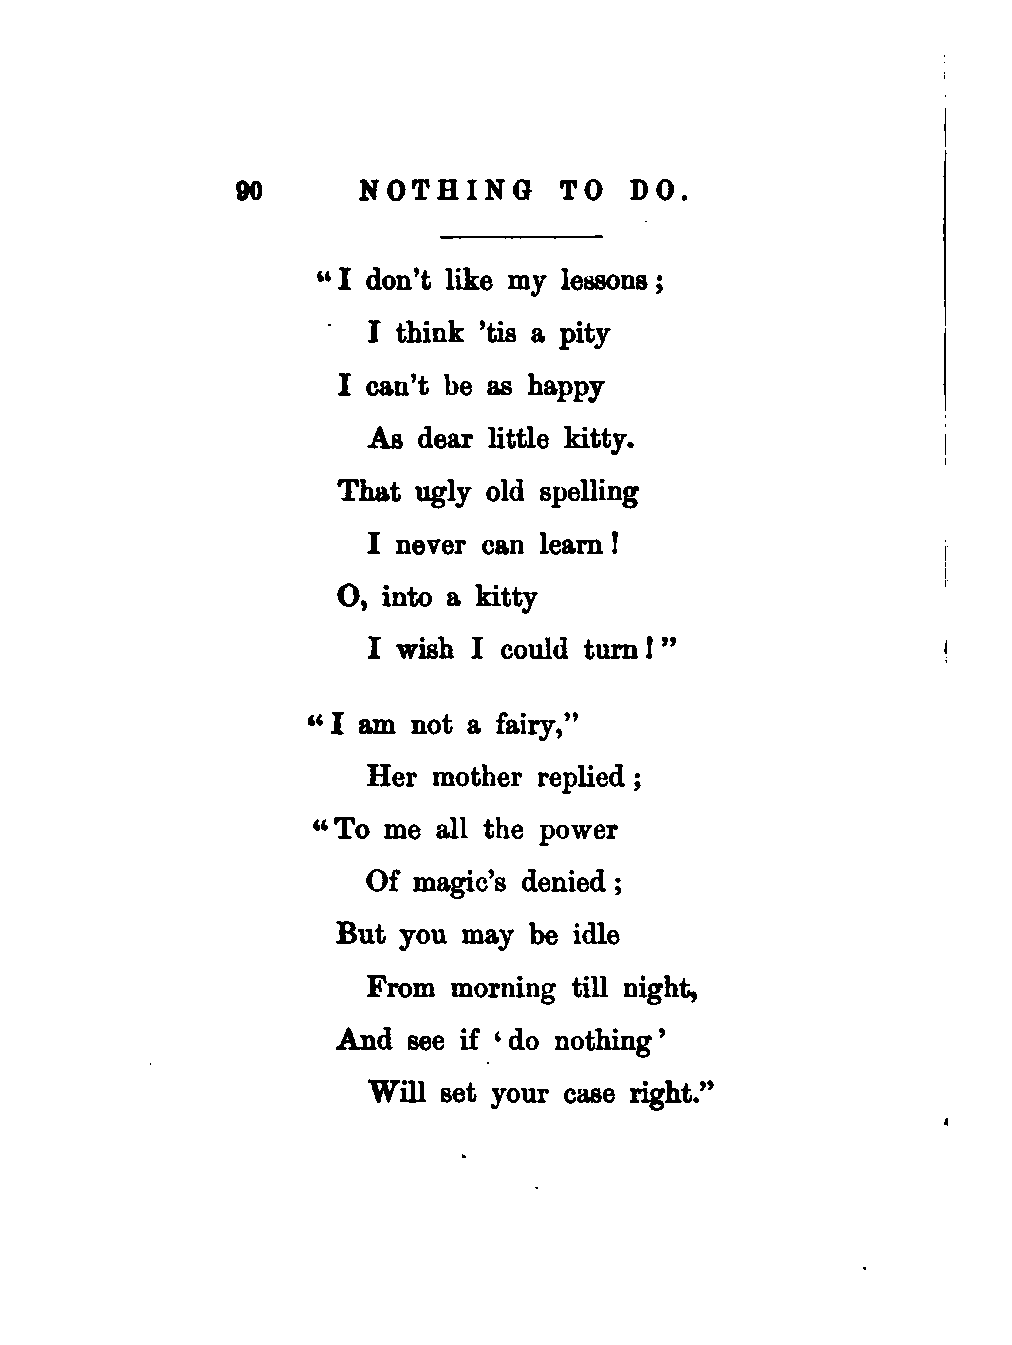 90 NOTHING TO DO.
"I don't like my lessons;
I think 'tis a pity
I can't be as happy
As dear little kitty.
That ugly old spelling
I never can learn!
O, into a kitty
I wish I could turn!"
"I am not a fairy,"
Her mother replied;
"To me all the power
Of magic's denied;
But you may be idle
From morning till night,
And see if 'do nothing'
Will set your case right."